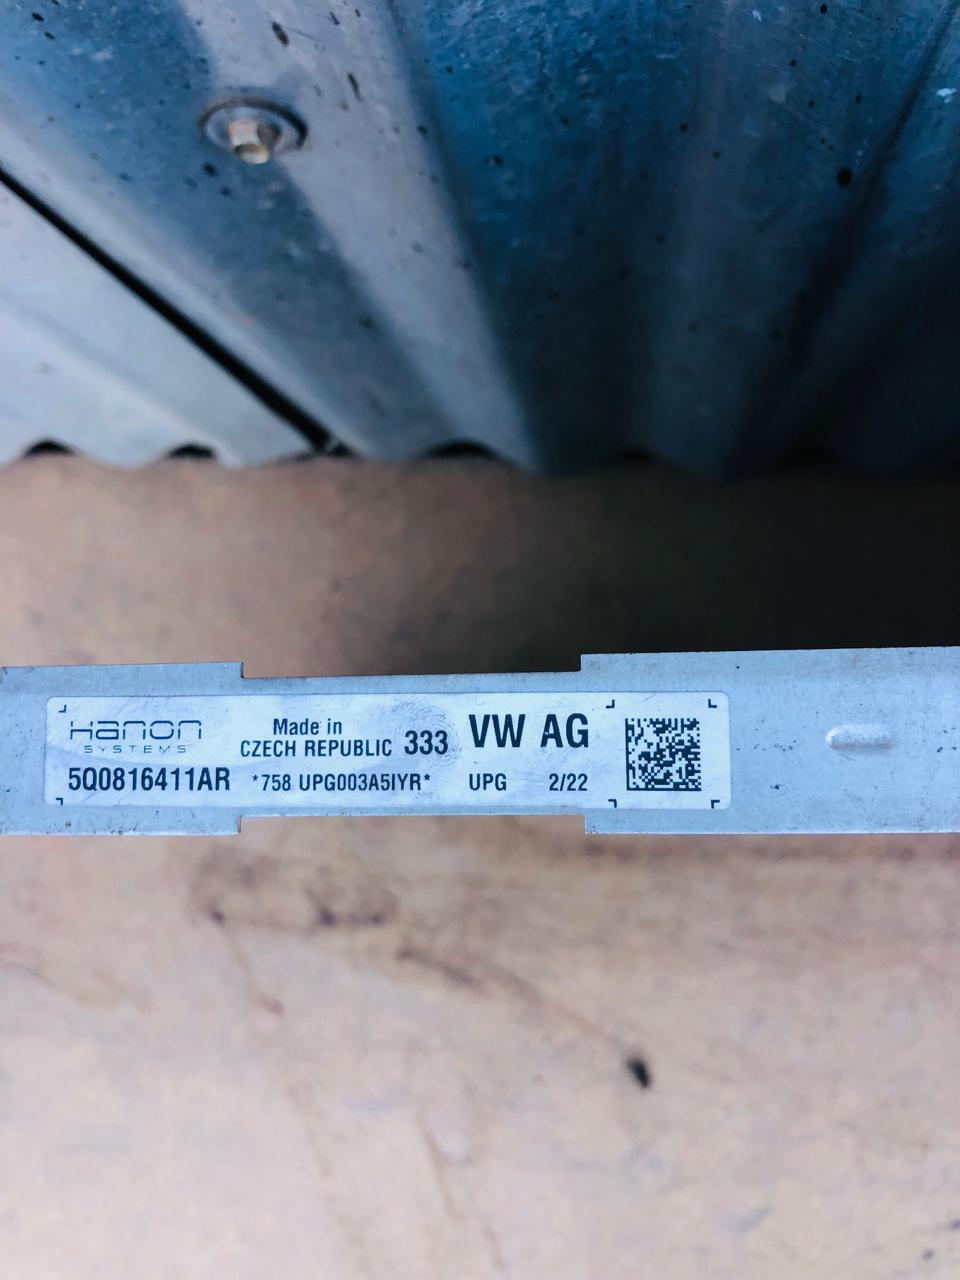 Hanon
SYSTEMS
Made in
CZECH REPUBLIC 333 VW AG
5Q0816411AR *758 UPG003A5IYR* UPG 2/22